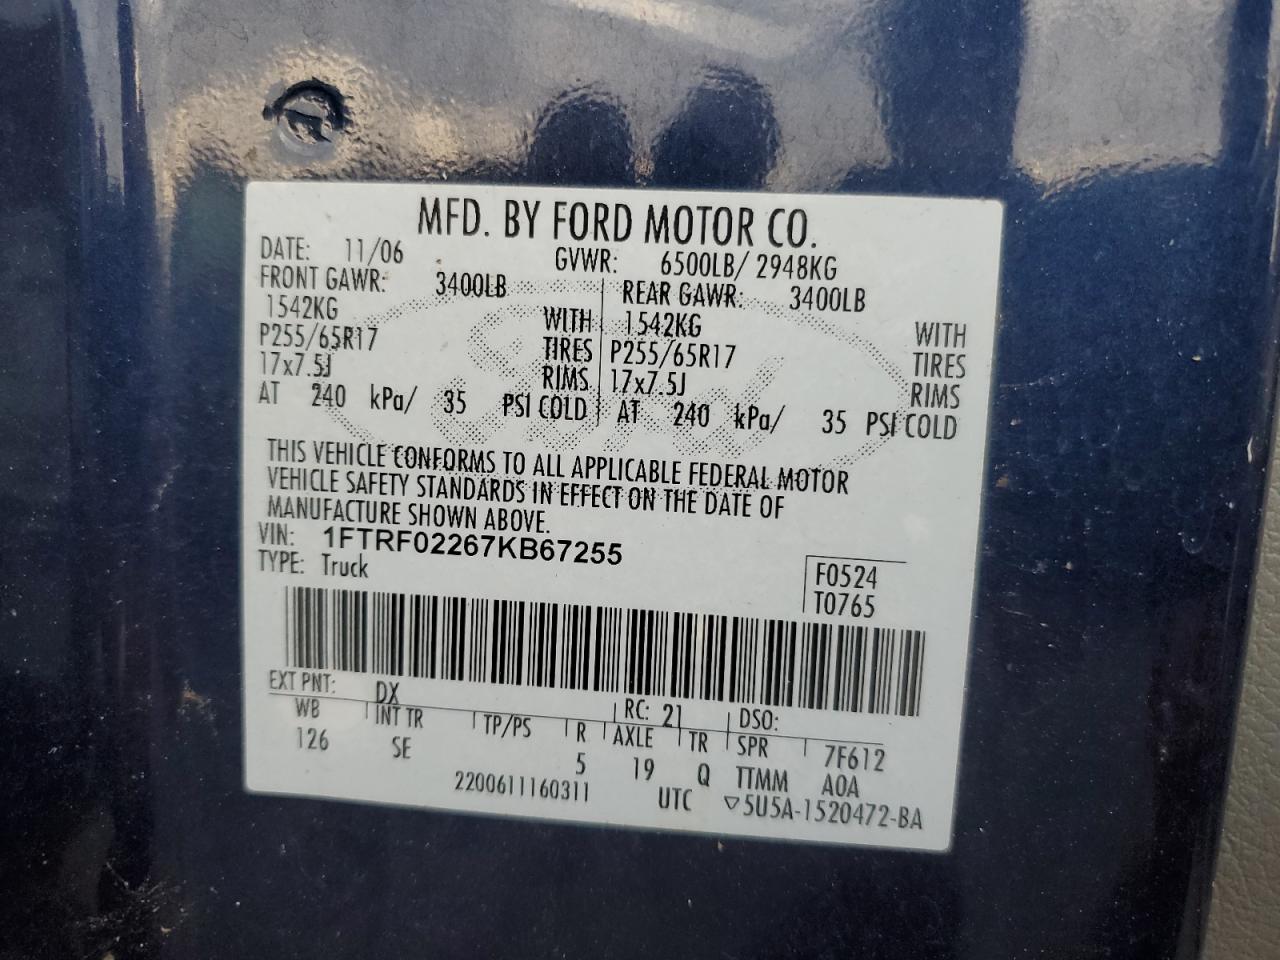 MFD. BY FORD MOTOR CO.
DATE: 11/06 GVWR: 6500LB/ 2948KG
FRONT GAWR: 3400LB REAR GAWR: 3400LB
1542KG WITH 1542KG WITH
P255/65R17 TIRES P255/65R17 TIRES
17x7.5J RIMS 17x7.5J RIMS
AT 240 kPa/ 35 PSI COLD AT 240 kPa/ 35 PSI COLD
THIS VEHICLE CONFORMS TO ALL APPLICABLE FEDERAL MOTOR
VEHICLE SAFETY STANDARDS IN EFFECT ON THE DATE OF
MANUFACTURE SHOWN ABOVE.
VIN: 1FTRF02267KB67255
TYPE: Truck
F0524
T0765
EXT PNT: DX RC: 21 DSO:
WB INT TR TP/PS R AXLE TR SPR 7F612
126 SE 5 19 Q TTMM AOA
2200611160311 UTC ▽5U5A-1520472-BA